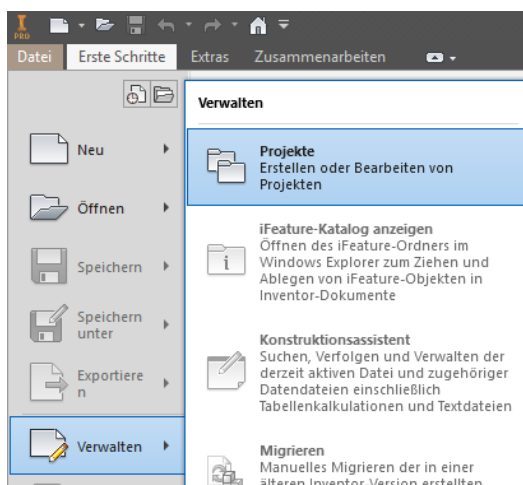 PRO
Datei Erste Schritte Extras Zusammenarbeiten
Verwalten
Neu
Öffnen
Speichern
Speichern
unter
Exportiere
n
Verwalten
Projekte
Erstellen oder Bearbeiten von
Projekten
iFeature-Katalog anzeigen
Öffnen des iFeature-Ordners im
Windows Explorer zum Ziehen und
Ablegen von iFeature-Objekten in
Inventor-Dokumente
Konstruktionsassistent
Suchen, Verfolgen und Verwalten der
derzeit aktiven Datei und zugehöriger
Datendateien einschließlich
Tabellenkalkulationen und Textdateien
Migrieren
Manuelles Migrieren der in einer
älteren Inventor-Version erstellten